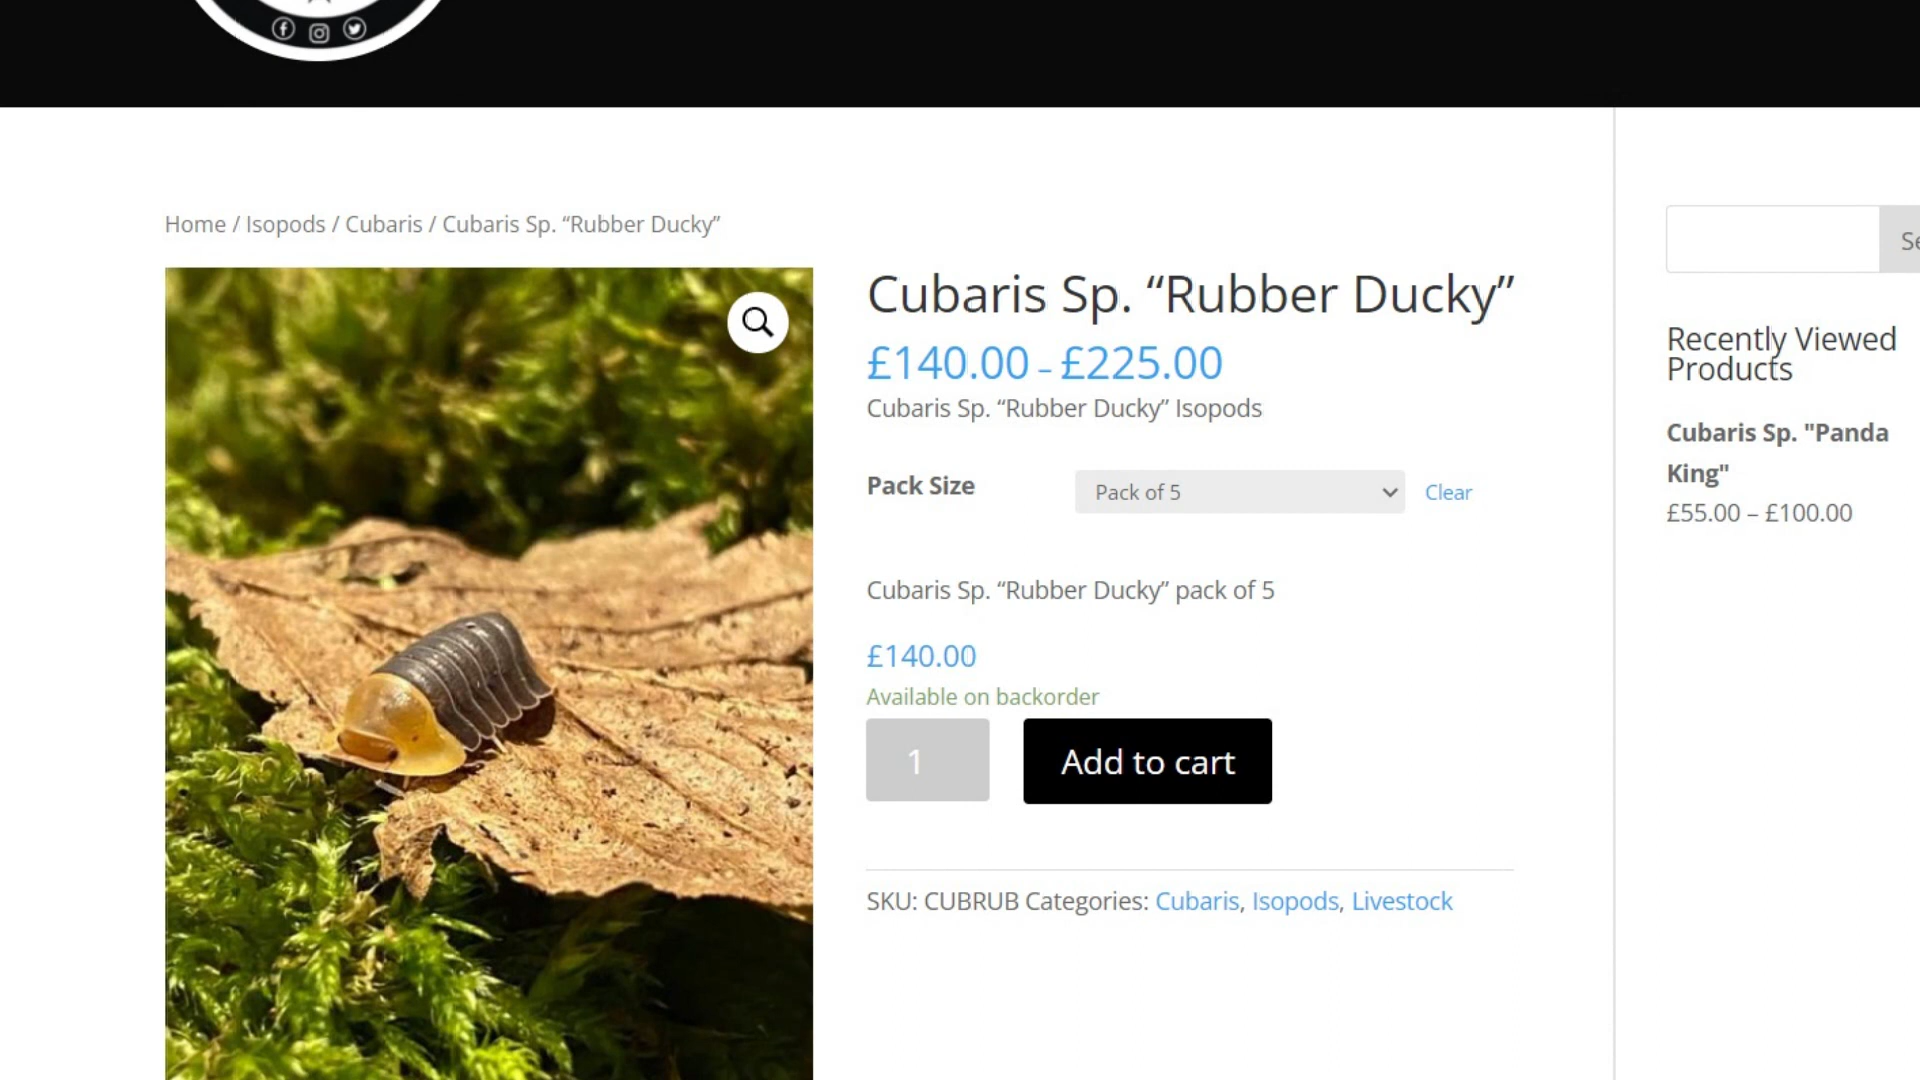 Home / Isopods / Cubaris / Cubaris Sp. “Rubber Ducky”
Cubaris Sp. “Rubber Ducky”
£140.00 – £225.00
Cubaris Sp. “Rubber Ducky” Isopods
Pack Size
Pack of 5
Clear
Cubaris Sp. “Rubber Ducky” pack of 5
£140.00
Available on backorder
1
Add to cart
SKU: CUBRUB Categories: Cubaris, Isopods, Livestock
Recently Viewed
Products
Cubaris Sp. "Panda
King"
£55.00 – £100.00